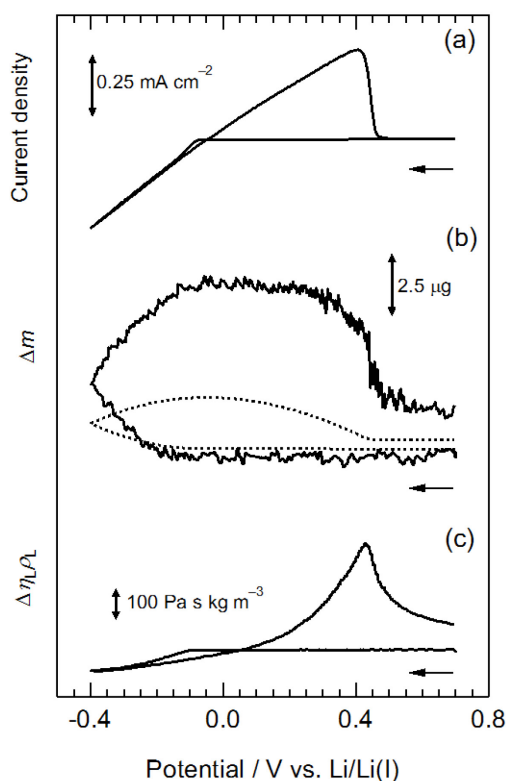 (a)
0.25 mA cm⁻²
Current density
(b)
2.5 μg
Δm
(c)
100 Pa s kg m⁻³
Δη_Lρ_L
-0.4 0.0 0.4 0.8
Potential / V vs. Li/Li(I)